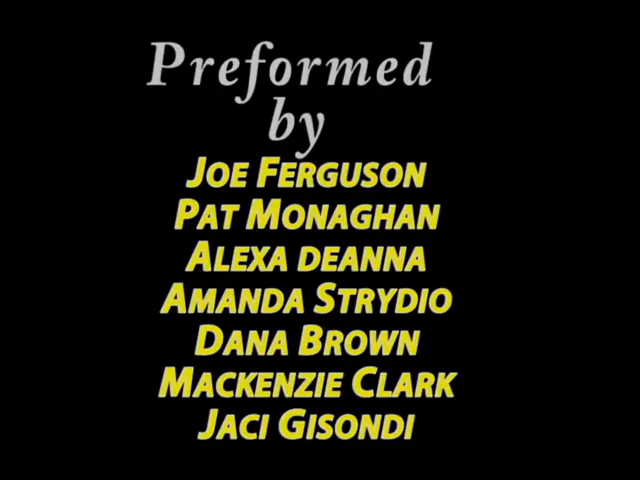 Preformed
by
Joe Ferguson
Pat Monaghan
Alexa deanna
Amanda Strydio
Dana Brown
Mackenzie Clark
Jaci Gisondi